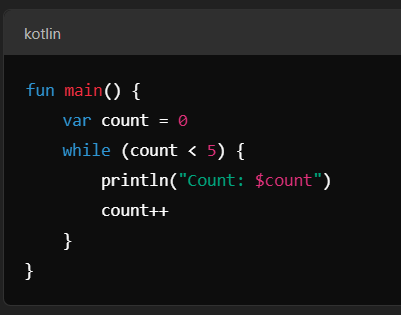 kotlin
fun main() {
    var count = 0
    while (count < 5) {
        println("Count: $count")
        count++
    }
}